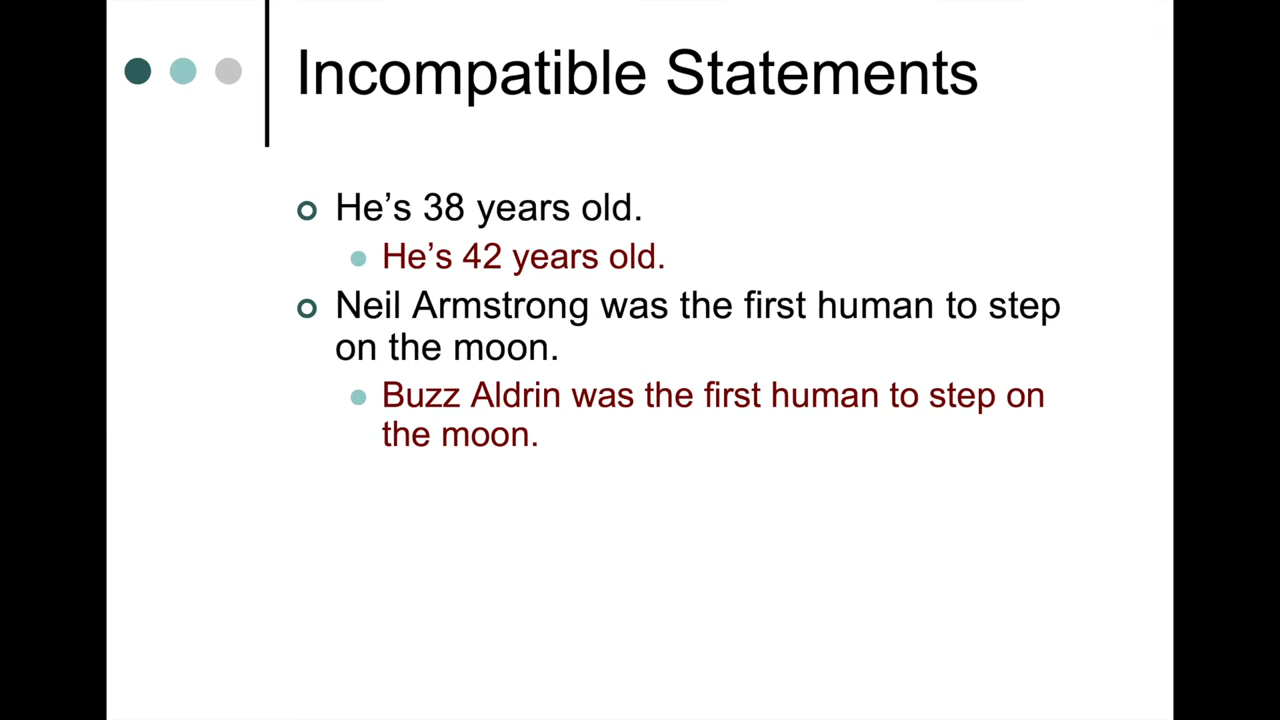 Incompatible Statements
He’s 38 years old.
He’s 42 years old.
Neil Armstrong was the first human to step
on the moon.
Buzz Aldrin was the first human to step on
the moon.